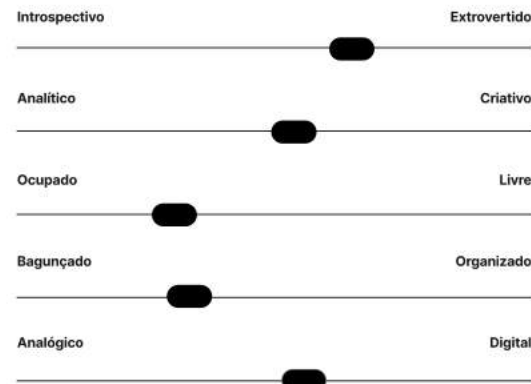 Introspectivo Extrovertido
Analítico Criativo
Ocupado Livre
Bagunçado Organizado
Analógico Digital